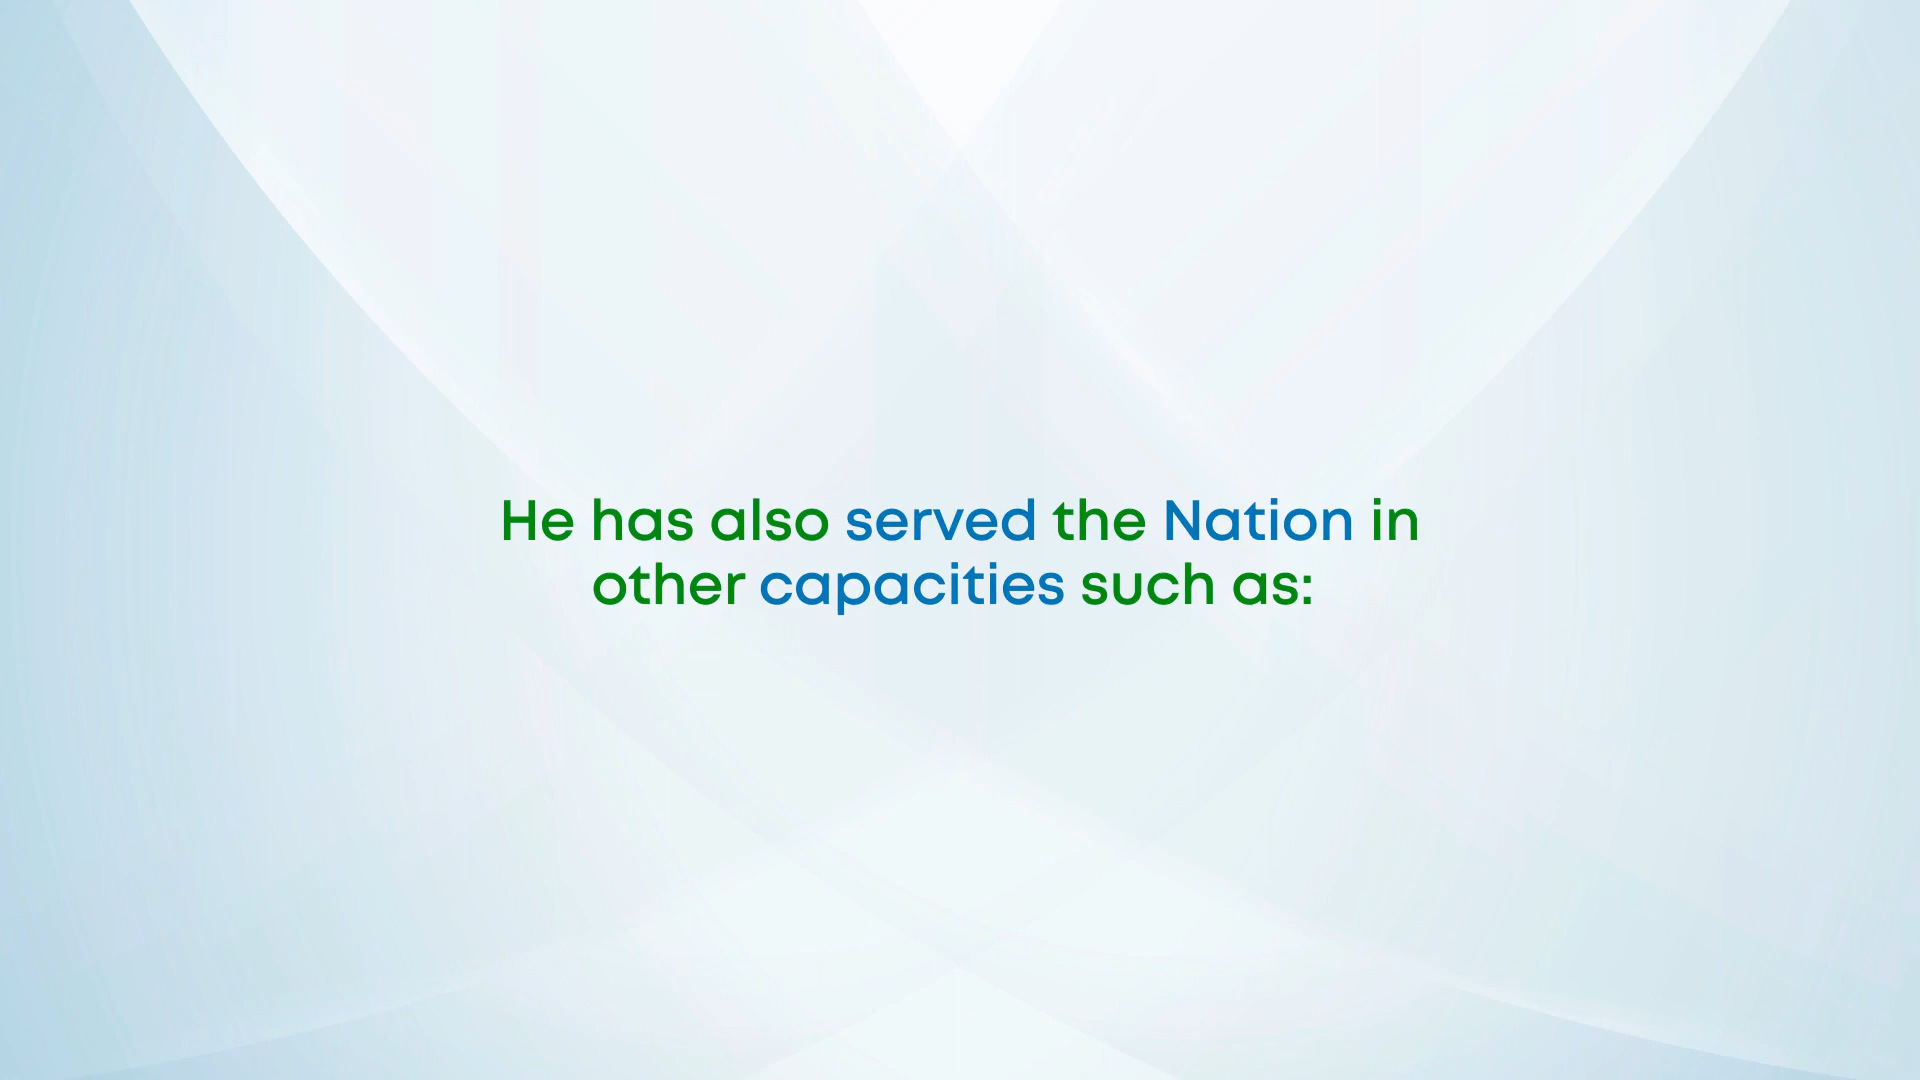 He has also served the Nation in
other capacities such as: